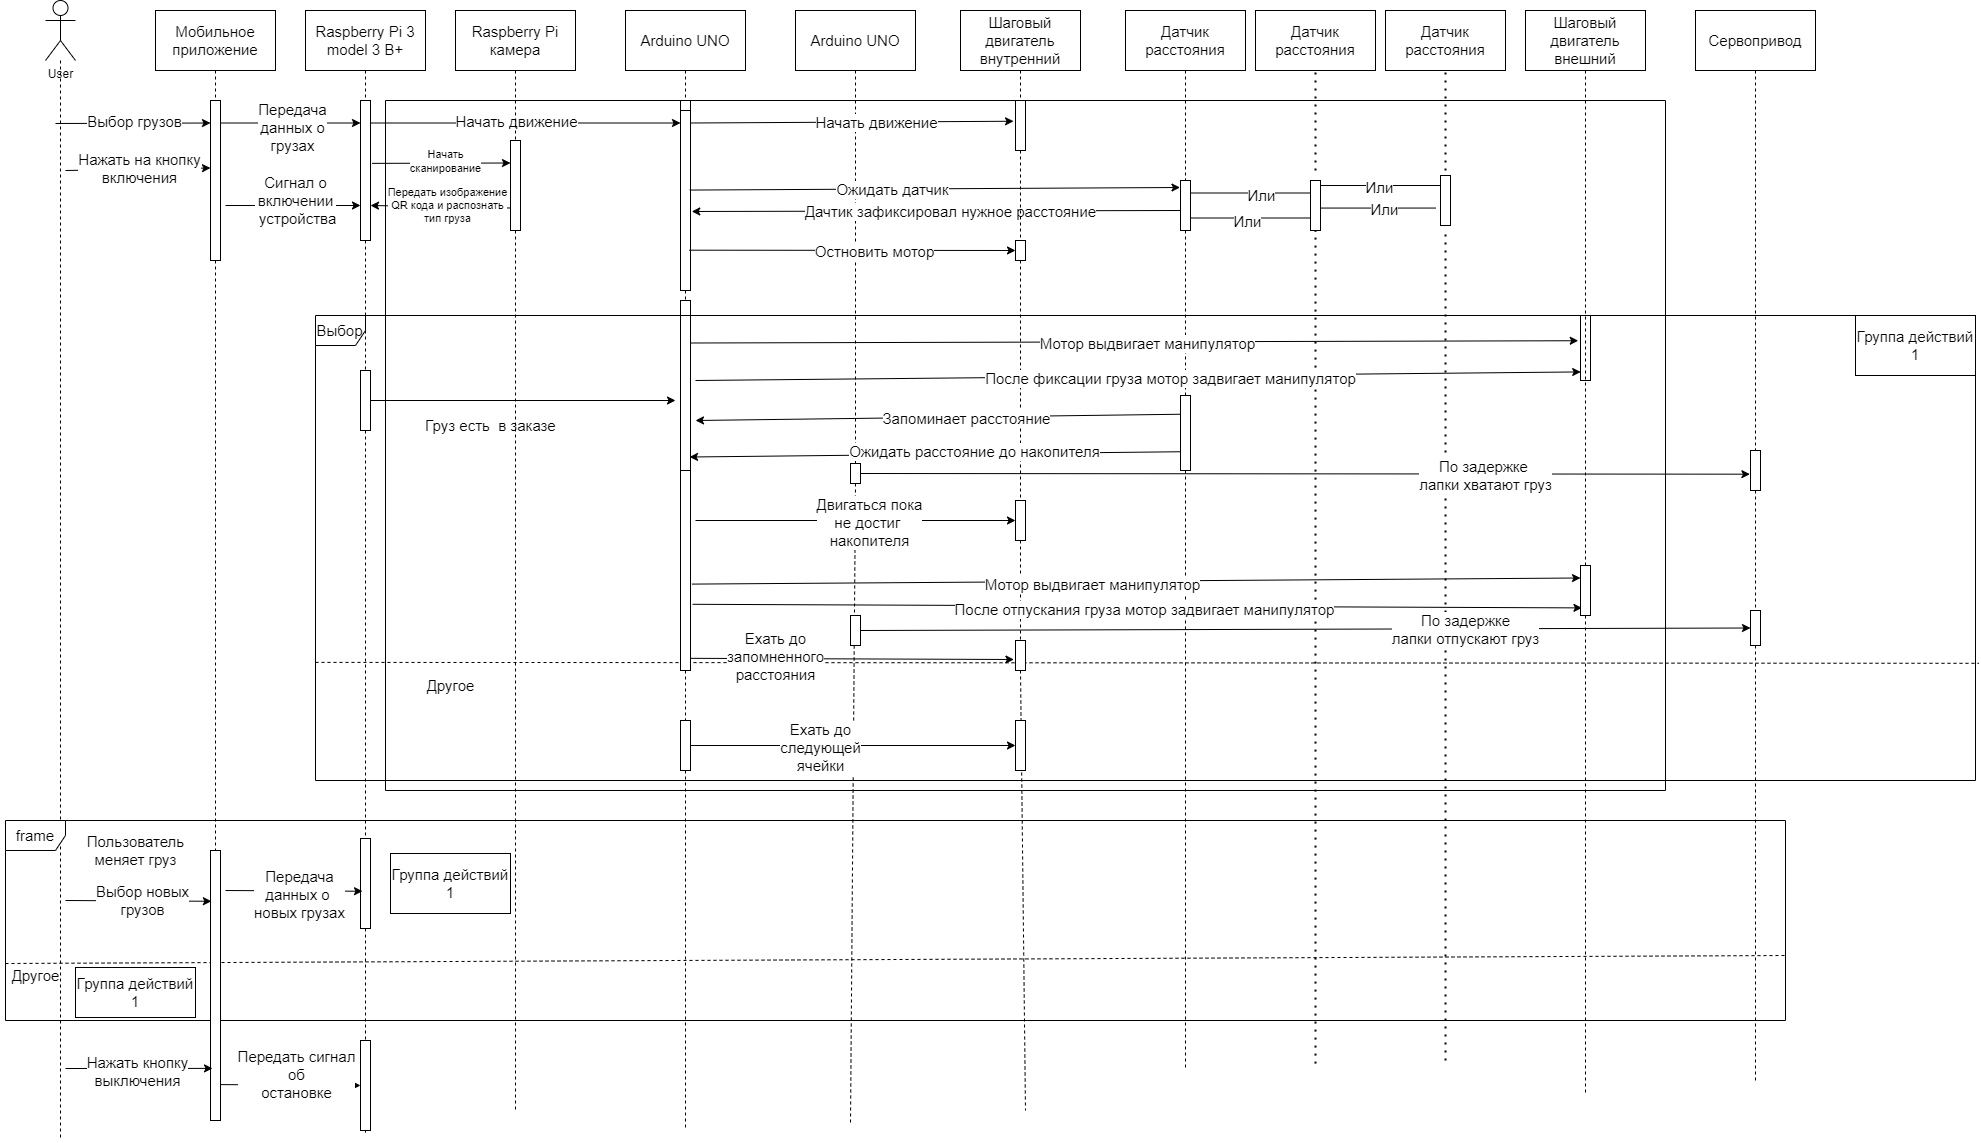 User
Мобильное
приложение
Raspberry Pi 3
model 3 B+
Raspberry Pi
камера
Arduino UNO
Arduino UNO
Шаговый
двигатель
внутренний
Датчик
расстояния
Датчик
расстояния
Датчик
расстояния
Шаговый
двигатель
внешний
Сервопривод
Выбор грузов
Передача
данных о
грузах
Начать движение
Начать движение
Нажать на кнопку
включения
Начать
сканирование
Сигнал о
включении
устройства
Передать изображение
QR кода и распознать
тип груза
Ожидать датчик
Или
Или
Дачтик зафиксировал нужное расстояние
Или
Или
Остновить мотор
Выбор
Группа действий
1
Мотор выдвигает манипулятор
После фиксации груза мотор задвигает манипулятор
Груз есть  в заказе
Запоминает расстояние
Ожидать расстояние до накопителя
По задержке
лапки хватают груз
Двигаться пока
не достиг
накопителя
Мотор выдвигает манипулятор
После отпускания груза мотор задвигает манипулятор
По задержке
лапки отпускают груз
Ехать до
запомненного
расстояния
Другое
Ехать до
следующей
ячейки
frame
Пользователь
меняет груз
Выбор новых
грузов
Передача
данных о
новых грузах
Группа действий
1
Другое
Группа действий
1
Нажать кнопку
выключения
Передать сигнал
об
остановке